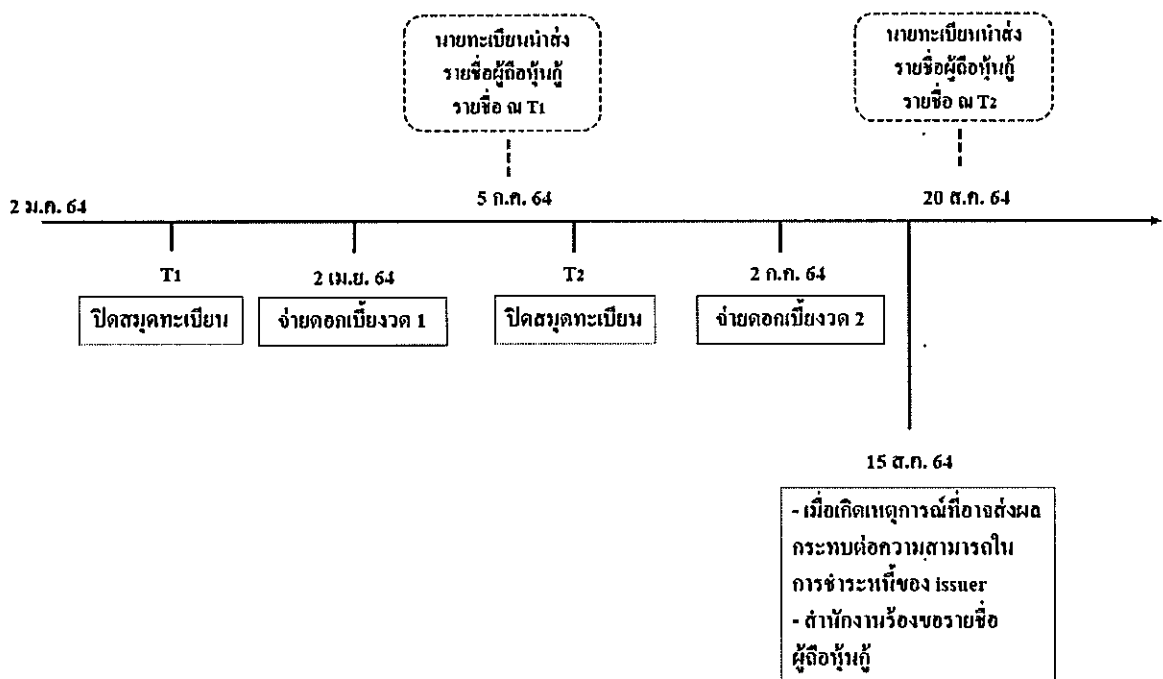 นายทะเบียนนำส่ง
รายชื่อผู้ถือหุ้นกู้
รายชื่อ ณ T1
นายทะเบียนนำส่ง
รายชื่อผู้ถือหุ้นกู้
รายชื่อ ณ T2
2 ม.ค. 64
5 ก.ค. 64
20 ส.ค. 64
T1
2 เม.ย. 64
T2
2 ก.ค. 64
ปิดสมุดทะเบียน
จ่ายดอกเบี้ยงวด 1
ปิดสมุดทะเบียน
จ่ายดอกเบี้ยงวด 2
15 ส.ค. 64
- เมื่อเกิดเหตุการณ์ที่อาจส่งผล
กระทบต่อความสามารถใน
การชำระหนี้ของ issuer
- สำนักงานร้องขอรายชื่อ
ผู้ถือหุ้นกู้